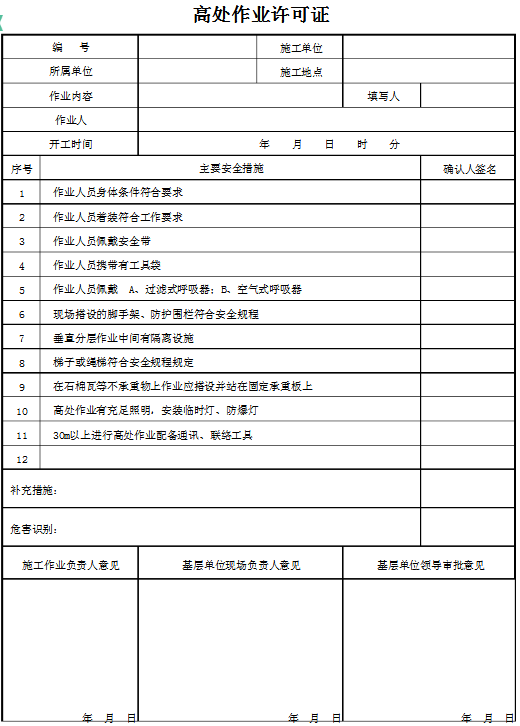 高处作业许可证
编 号 施工单位
所属单位 施工地点
作业内容 填写人
作业人
开工时间 年 月 日 时 分
序号 主要安全措施 确认人签名
1 作业人员身体条件符合要求
2 作业人员着装符合工作要求
3 作业人员佩戴安全带
4 作业人员携带有工具袋
5 作业人员佩戴 A、过滤式呼吸器；B、空气式呼吸器
6 现场搭设的脚手架、防护围栏符合安全规程
7 垂直分层作业中间有隔离设施
8 梯子或绳梯符合安全规程规定
9 在石棉瓦等不承重物上作业应搭设并站在固定承重板上
10 高处作业有充足照明，安装临时灯、防爆灯
11 30m以上进行高处作业配备通讯、联络工具
12
补充措施：
危害识别：
施工作业负责人意见 基层单位现场负责人意见 基层单位领导审批意见
年 月 日 年 月 日 年 月 日